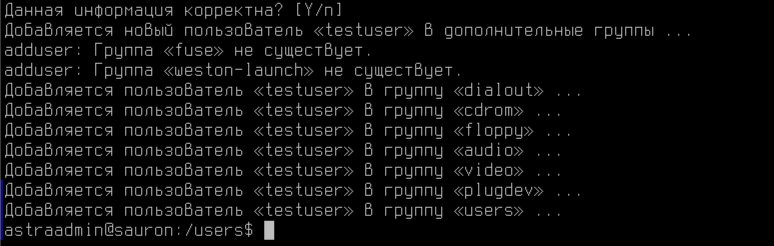 Данная информация корректна? [Y/n]
Добавляется новый пользователь «testuser» в дополнительные группы ...
adduser: Группа «fuse» не существует.
adduser: Группа «weston-launch» не существует.
Добавляется пользователь «testuser» в группу «dialout» ...
Добавляется пользователь «testuser» в группу «cdrom» ...
Добавляется пользователь «testuser» в группу «floppy» ...
Добавляется пользователь «testuser» в группу «audio» ...
Добавляется пользователь «testuser» в группу «video» ...
Добавляется пользователь «testuser» в группу «plugdev» ...
Добавляется пользователь «testuser» в группу «users» ...
astraadmin@sauron:/users$